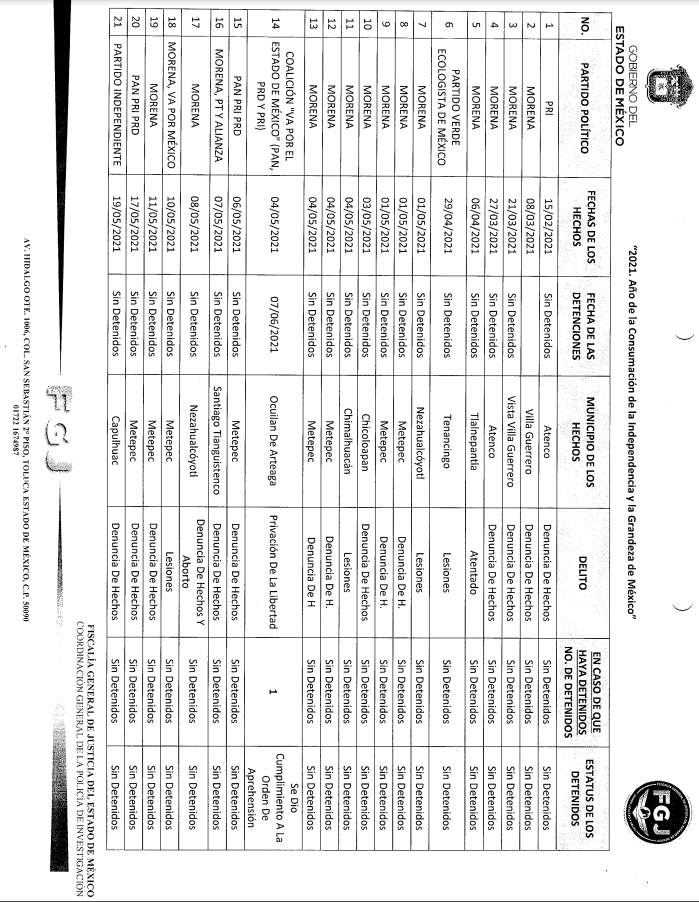 GOBIERNO DEL
ESTADO DE MÉXICO
"2021. Año de la Consumación de la Independencia y la Grandeza de México"
FGJ
NO. PARTIDO POLÍTICO FECHAS DE LOS HECHOS FECHA DE LAS DETENCIONES MUNICIPIO DE LOS HECHOS DELITO EN CASO DE QUE HAYA DETENIDOS NO. DE DETENIDOS ESTATUS DE LOS DETENIDOS
1 PRI 15/02/2021 Sin Detenidos Atenco Denuncia De Hechos Sin Detenidos Sin Detenidos
2 MORENA 08/03/2021 Sin Detenidos Villa Guerrero Denuncia De Hechos Sin Detenidos Sin Detenidos
3 MORENA 21/03/2021 Sin Detenidos Vista Villa Guerrero Denuncia De Hechos Sin Detenidos Sin Detenidos
4 MORENA 27/03/2021 Sin Detenidos Atenco Denuncia De Hechos Sin Detenidos Sin Detenidos
5 MORENA 06/04/2021 Sin Detenidos Tlalnepantla Atentado Sin Detenidos Sin Detenidos
6 PARTIDO VERDE ECOLOGISTA DE MÉXICO 29/04/2021 Sin Detenidos Tenancingo Lesiones Sin Detenidos Sin Detenidos
7 MORENA 01/05/2021 Sin Detenidos Nezahualcóyotl Lesiones Sin Detenidos Sin Detenidos
8 MORENA 01/05/2021 Sin Detenidos Metepec Denuncia De H. Sin Detenidos Sin Detenidos
9 MORENA 01/05/2021 Sin Detenidos Metepec Denuncia De H. Sin Detenidos Sin Detenidos
10 MORENA 03/05/2021 Sin Detenidos Chicoloapan Denuncia De Hechos Sin Detenidos Sin Detenidos
11 MORENA 04/05/2021 Sin Detenidos Chimalhuacán Lesiones Sin Detenidos Sin Detenidos
12 MORENA 04/05/2021 Sin Detenidos Metepec Denuncia De H. Sin Detenidos Sin Detenidos
13 MORENA 04/05/2021 Sin Detenidos Metepec Denuncia De H Sin Detenidos Sin Detenidos
14 COALICIÓN "VA POR EL ESTADO DE MÉXICO" (PAN, PRD Y PRI) 04/05/2021 07/06/2021 Ocuilan De Arteaga Privación De La Libertad 1 Se Dio Cumplimiento A La Orden De Aprehensión
15 PAN PRI PRD 06/05/2021 Sin Detenidos Metepec Denuncia De Hechos Sin Detenidos Sin Detenidos
16 MORENA, PT Y ALIANZA 07/05/2021 Sin Detenidos Santiago Tianguistenco Denuncia De Hechos Sin Detenidos Sin Detenidos
17 MORENA 08/05/2021 Sin Detenidos Nezahualcóyotl Denuncia De Hechos Y Aborto Sin Detenidos Sin Detenidos
18 MORENA, VA POR MÉXICO 10/05/2021 Sin Detenidos Metepec Lesiones Sin Detenidos Sin Detenidos
19 MORENA 11/05/2021 Sin Detenidos Metepec Denuncia De Hechos Sin Detenidos Sin Detenidos
20 PAN PRI PRD 17/05/2021 Sin Detenidos Metepec Denuncia De Hechos Sin Detenidos Sin Detenidos
21 PARTIDO INDEPENDIENTE 19/05/2021 Sin Detenidos Capulhuac Denuncia De Hechos Sin Detenidos Sin Detenidos
FISCALÍA GENERAL DE JUSTICIA DEL ESTADO DE MÉXICO
COORDINACIÓN GENERAL DE LA POLICIA DE INVESTIGACION
FGJ
AV. HIDALGO OTE. 1006, COL. SAN SEBASTIÁN 2° PISO, TOLUCA ESTADO DE MÉXICO, C.P. 50090
01722 1674987